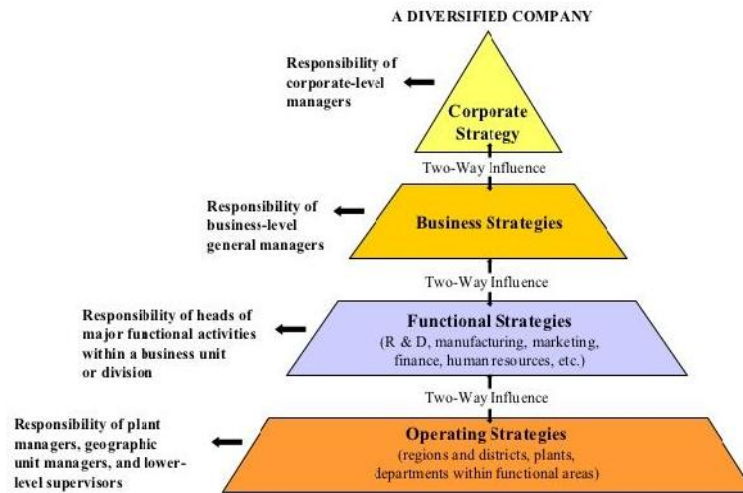 A DIVERSIFIED COMPANY
Responsibility of
corporate-level
managers
Corporate
Strategy
Two-Way Influence
Responsibility of
business-level
general managers
Business Strategies
Two-Way Influence
Responsibility of heads of
major functional activities
within a business unit
or division
Functional Strategies
(R & D, manufacturing, marketing,
finance, human resources, etc.)
Two-Way Influence
Responsibility of plant
managers, geographic
unit managers, and lower-
level supervisors
Operating Strategies
(regions and districts, plants,
departments within functional areas)